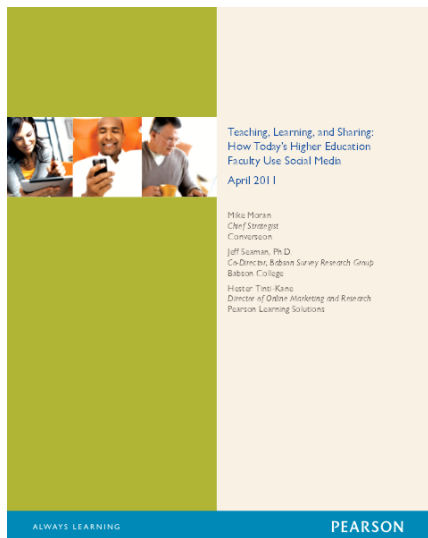 Teaching, Learning, and Sharing:
How Today's Higher Education
Faculty Use Social Media
April 2011
Mike Moran
Chief Strategist
Converseon
Jeff Seaman, Ph.D.
Co-Director, Babson Survey Research Group
Babson College
Hester Tinti-Kane
Director of Online Marketing and Research
Pearson Learning Solutions
ALWAYS LEARNING
PEARSON